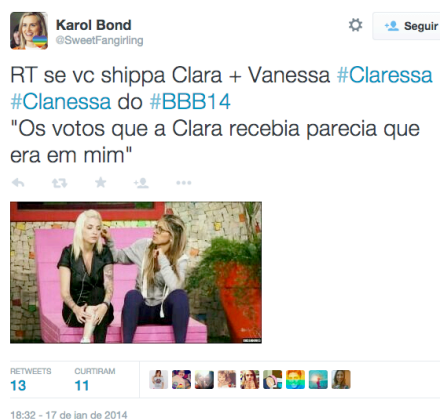 Karol Bond
@SweetFangirling
Seguir
RT se vc shippa Clara + Vanessa #Claressa
#Clanessa do #BBB14
"Os votos que a Clara recebia parecia que
era em mim"
RETWEETS
13
CURTIRAM
11
18:32 - 17 de jan de 2014